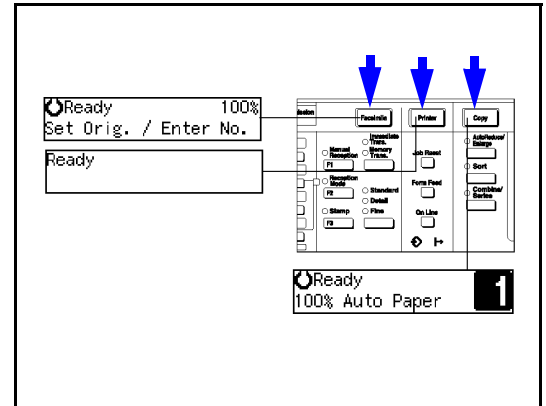 Ready 100%
Set Orig. / Enter No.
Ready
ission
Facsimile
Printer
Copy
Immediate
Trans.
Memory
Trans.
Manual
Reception
F1
Job Reset
AutoReduce/
Enlarge
Sort
Reception
Mode
F2
Standard
Detail
Form Feed
Combine/
Series
Stamp
Fine
F3
On Line
Ready
100% Auto Paper 1